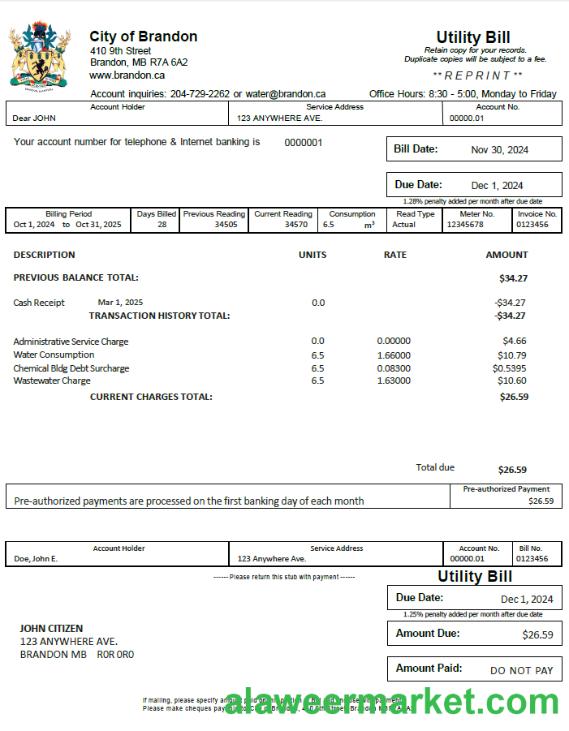 City of Brandon
410 9th Street
Brandon, MB R7A 6A2
www.brandon.ca
Utility Bill
Retain copy for your records.
Duplicate copies will be subject to a fee.
**REPRINT**
Account inquiries: 204-729-2262 or water@brandon.ca Office Hours: 8:30 - 5:00, Monday to Friday
Account Holder Service Address Account No.
Dear JOHN 123 ANYWHERE AVE. 00000.01
Your account number for telephone & Internet banking is 0000001
Bill Date: Nov 30, 2024
Due Date: Dec 1, 2024
1.28% penalty added per month after due date
Billing Period Days Billed Previous Reading Current Reading Consumption Read Type Meter No. Invoice No.
Oct 1, 2024 to Oct 31, 2025 28 34505 34570 6.5 m³ Actual 12345678 0123456
DESCRIPTION UNITS RATE AMOUNT
PREVIOUS BALANCE TOTAL: $34.27
Cash Receipt Mar 1, 2025 0.0 -$34.27
TRANSACTION HISTORY TOTAL: -$34.27
Administrative Service Charge 0.0 0.00000 $4.66
Water Consumption 6.5 1.66000 $10.79
Chemical Bldg Debt Surcharge 6.5 0.08300 $0.5395
Wastewater Charge 6.5 1.63000 $10.60
CURRENT CHARGES TOTAL: $26.59
Total due $26.59
Pre-authorized Payment
Pre-authorized payments are processed on the first banking day of each month $26.59
Account Holder Service Address Account No. Bill No.
Doe, John E. 123 Anywhere Ave. 00000.01 0123456
------ Please return this stub with payment ------
Utility Bill
Due Date: Dec 1, 2024
1.25% penalty added per month after due date
JOHN CITIZEN
123 ANYWHERE AVE.
BRANDON MB R0R 0R0
Amount Due: $26.59
Amount Paid: DO NOT PAY
If mailing, please specify
Please make cheques
alaweermarket.com